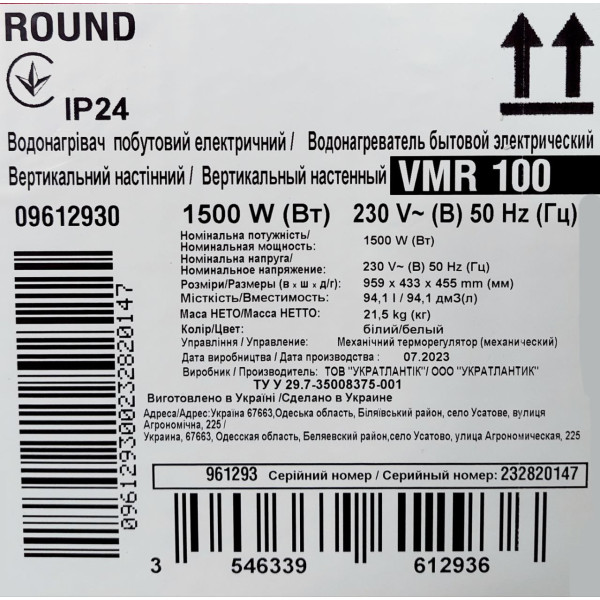 ROUND
IP24
Водонагрівач побутовий електричний / Водонагреватель бытовой электрический
Вертикальний настінний / Вертикальный настенный VMR 100
09612930 1500 W (Вт) 230 V~ (В) 50 Hz (Гц)
Номінальна потужність/
Номинальная мощность: 1500 W (Вт)
Номінальна напруга/
Номинальное напряжение: 230 V~ (В) 50 Hz (Гц)
Розміри/Размеры (в x ш x д/г): 959 x 433 x 455 mm (мм)
Місткість/Вместимость: 94,1 l / 94,1 дмЗ(л)
Маса НЕТО/Масса НЕТТО: 21,5 kg (кг)
Колір/Цвет: білий/белый
Управління / Управление: Механічний терморегулятор (механический)
Дата виробництва / Дата производства : 07.2023
Виробник / Производитель: ТОВ "УКРАТЛАНТІК"/ ООО "УКРАТЛАНТИК"
ТУ У 29.7-35008375-001
Виготовлено в Україні /Сделано в Украине
Адреса/Адрес:Україна 67663,Одеська область, Біляївський район, село Усатове, вулиця
Агрономічна, 225 /
Украина, 67663, Одесская область, Беляевский район,село Усатово, улица Агрономическая, 225
961293 Серійний номер / Серийный номер: 232820147
096129300232820147
3 546339 612936